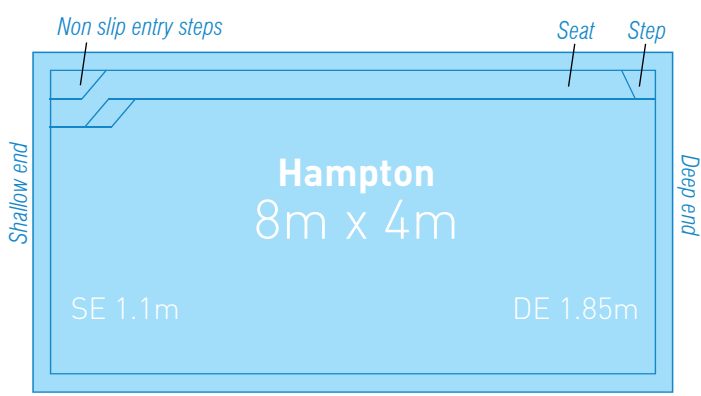 Non slip entry steps
Seat
Step
Shallow end
Hampton
8m x 4m
Deep end
SE 1.1m
DE 1.85m